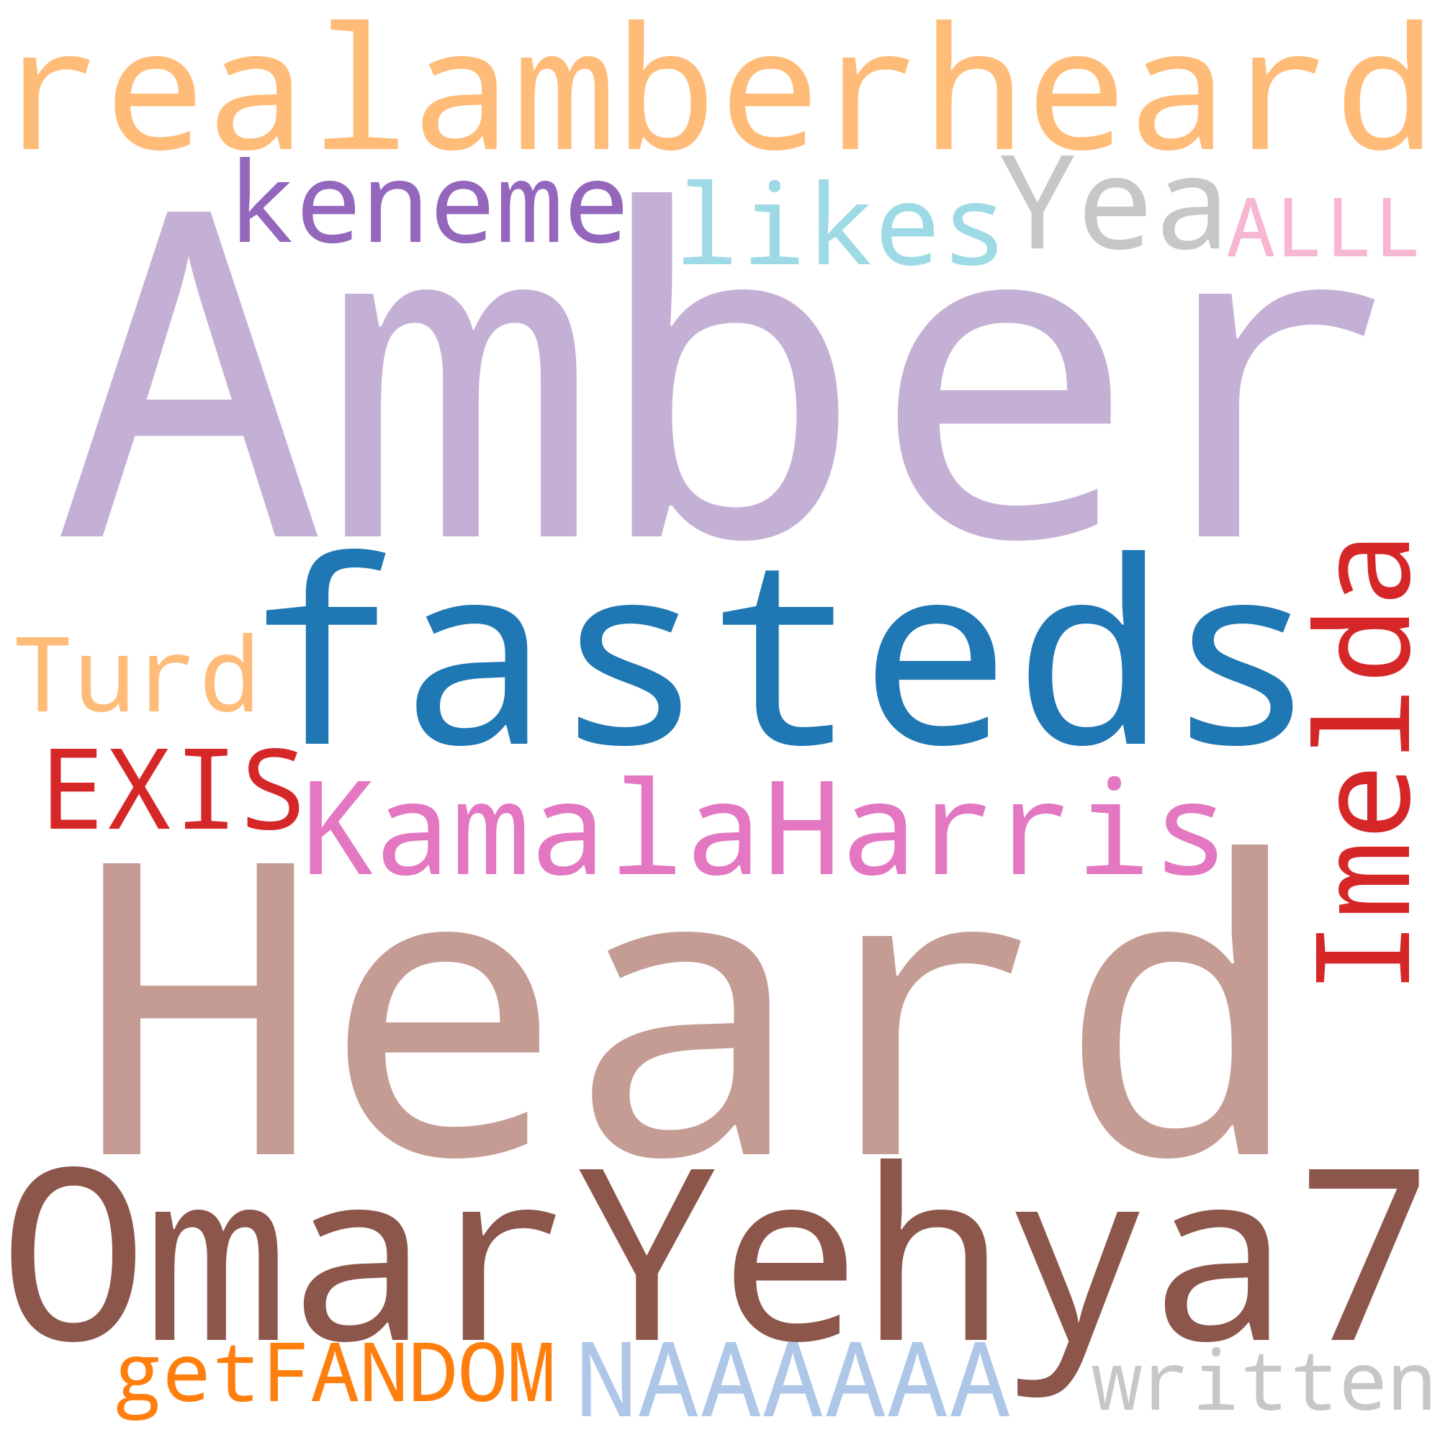 realamberheard
keneme likes Yea ALLL
Amber
fasteds
Turd
Imelda
EXIS KamalaHarris
Heard
OmarYehya7
getFANDOM NAAAAAA written